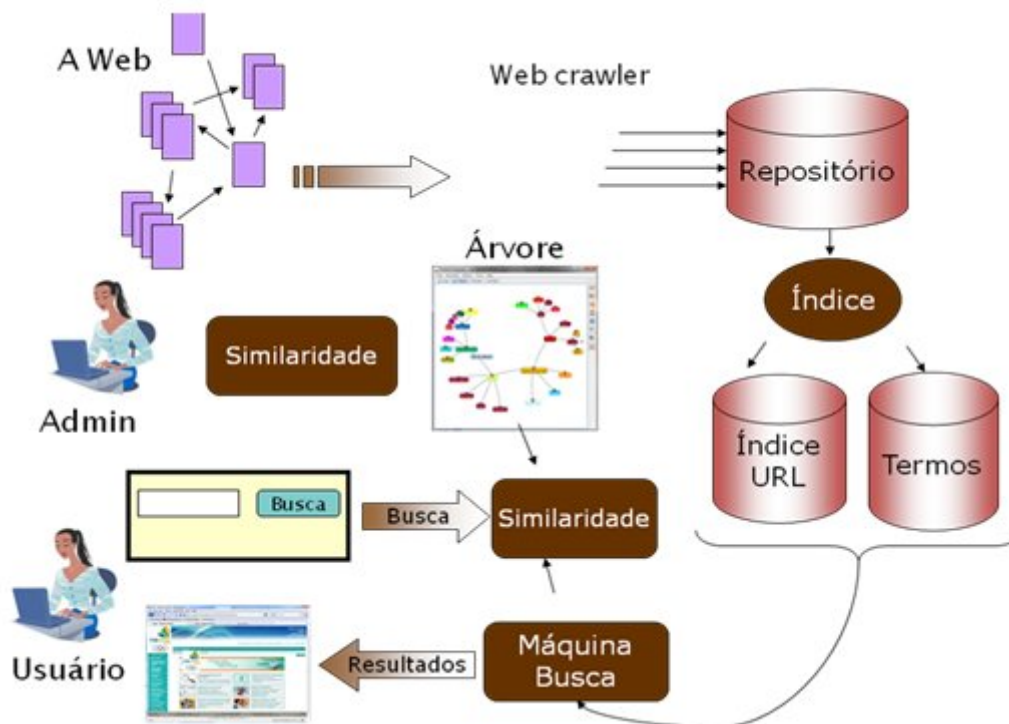 A Web
Web crawler
Repositório
Árvore
Índice
Similaridade
Admin
Índice
URL
Termos
Busca
Busca
Similaridade
Usuário
Resultados
Máquina
Busca